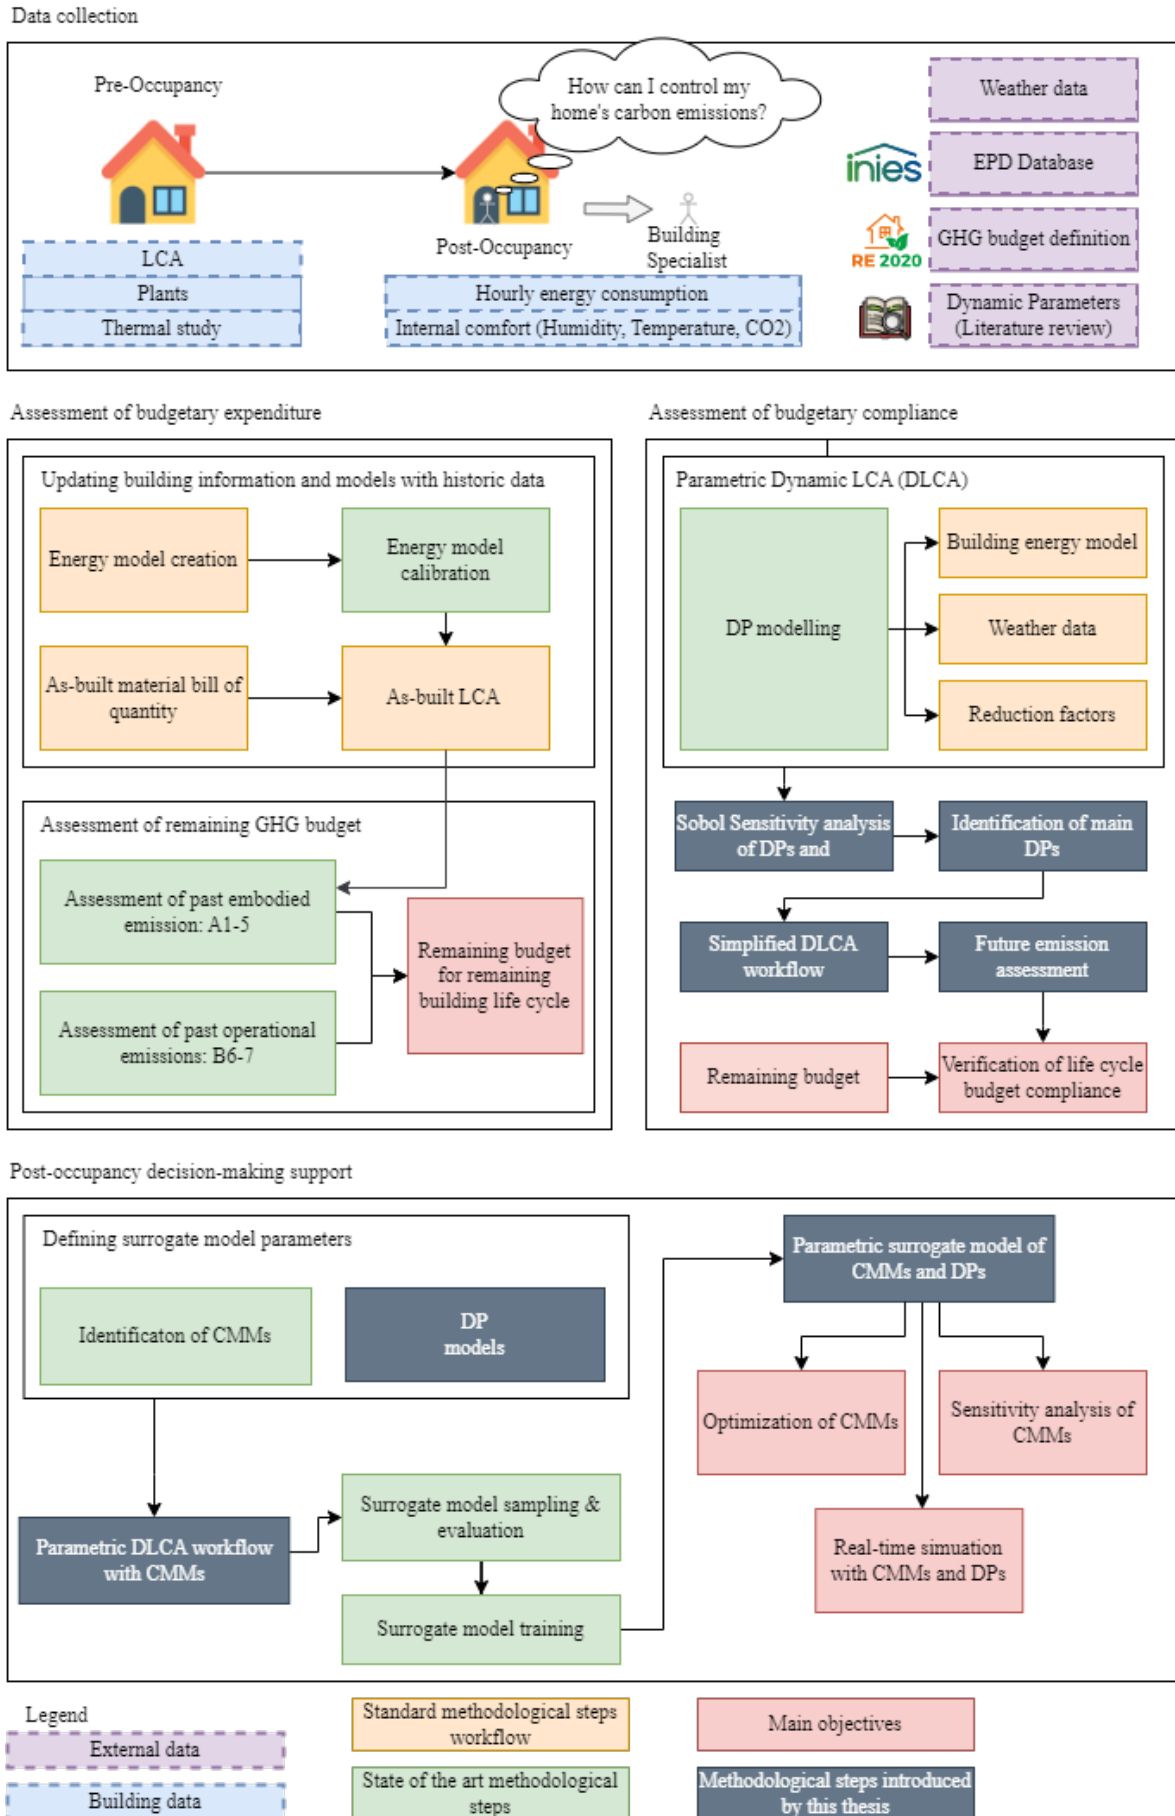 Data collection
Pre-Occupancy
How can I control my
home's carbon emissions?
Post-Occupancy
Building
Specialist
LCA
Plants
Thermal study
Hourly energy consumption
Internal comfort (Humidity, Temperature, CO2)
Weather data
inies
EPD Database
RE 2020
GHG budget definition
Dynamic Parameters
(Literature review)
Assessment of budgetary expenditure
Updating building information and models with historic data
Energy model creation
Energy model
calibration
As-built material bill of
quantity
As-built LCA
Assessment of remaining GHG budget
Assessment of past embodied
emission: A1-5
Assessment of past operational
emissions: B6-7
Remaining budget
for remaining
building life cycle
Assessment of budgetary compliance
Parametric Dynamic LCA (DLCA)
DP modelling
Building energy model
Weather data
Reduction factors
Sobol Sensitivity analysis
of DPs and
Identification of main
DPs
Simplified DLCA
workflow
Future emission
assessment
Remaining budget
Verification of life cycle
budget compliance
Post-occupancy decision-making support
Defining surrogate model parameters
Identificaton of CMMs
DP
models
Parametric DLCA workflow
with CMMs
Surrogate model sampling &
evaluation
Surrogate model training
Parametric surrogate model of
CMMs and DPs
Optimization of CMMs
Sensitivity analysis of
CMMs
Real-time simuation
with CMMs and DPs
Legend
External data
Building data
Standard methodological steps
workflow
State of the art methodological
steps
Main objectives
Methodological steps introduced
by this thesis